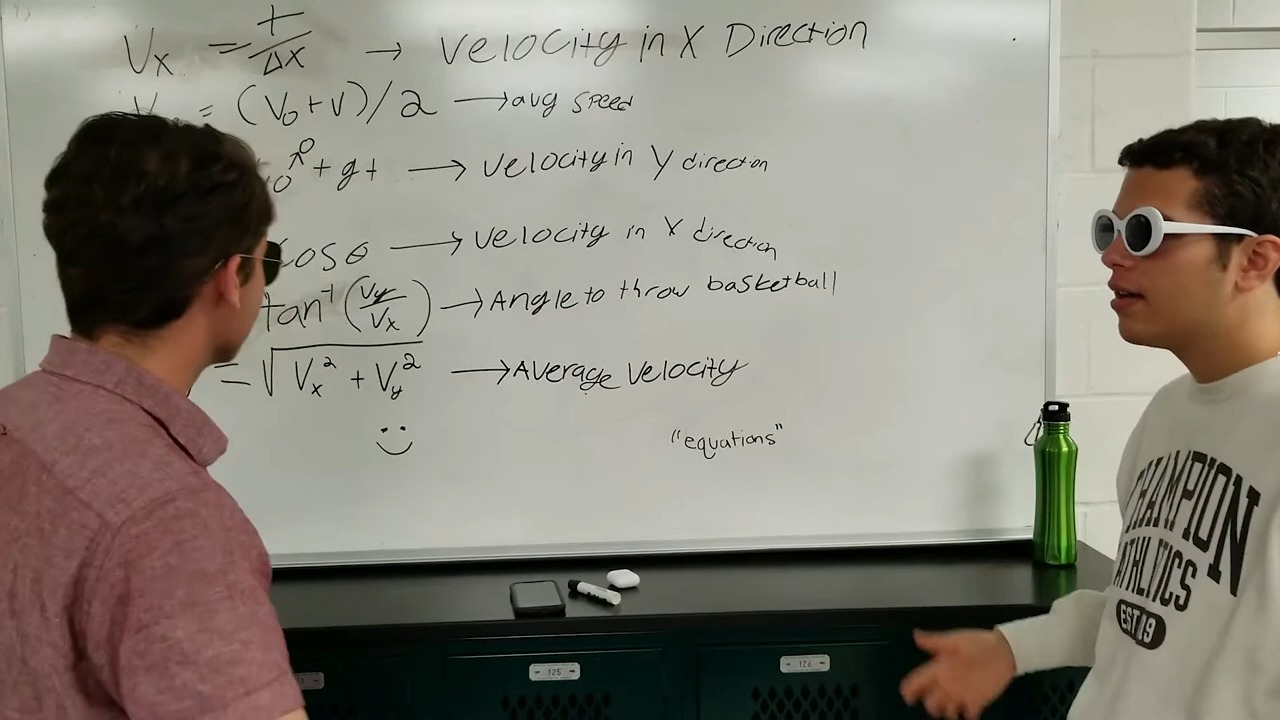 Vx = t/Δx → Velocity in X Direction
V = (V₀+V)/2 → avg speed
0 + gt → Velocity in Y direction
cosθ → Velocity in X direction
tan⁻¹ (Vy/Vx) → Angle to throw basketball
= √Vx² + Vy² → Average Velocity
"equations"
CHAMPION
ATHLETICS
EST 19
125
126